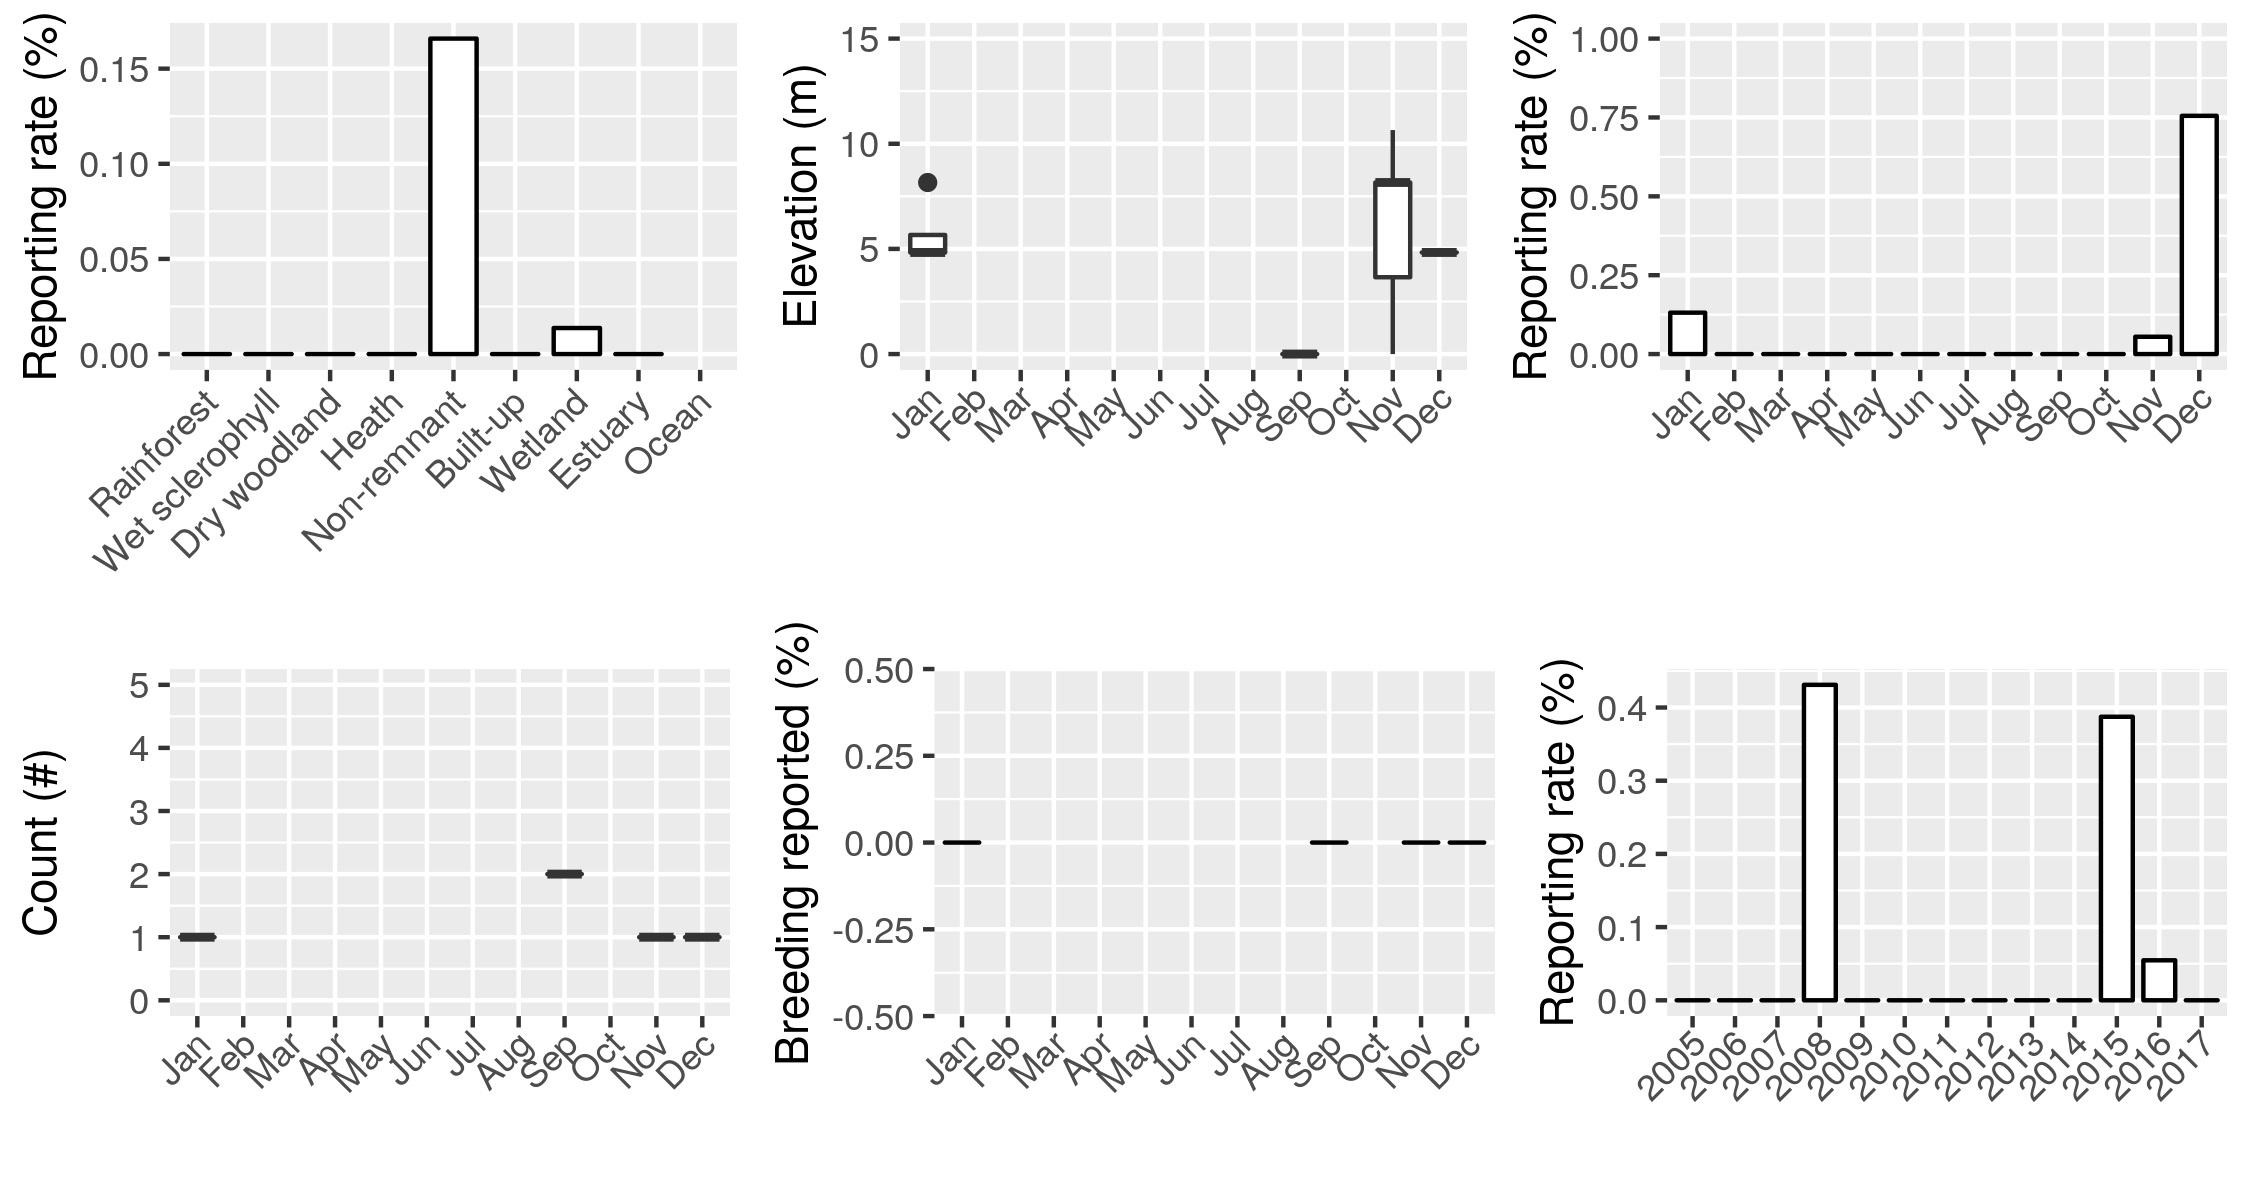 Reporting rate (%)
0.15
0.10
0.05
0.00
Rainforest
Wet sclerophyll
Dry woodland
Heath
Non-remnant
Built-up
Wetland
Estuary
Ocean
Elevation (m)
15
10
5
0
Jan
Feb
Mar
Apr
May
Jun
Jul
Aug
Sep
Oct
Nov
Dec
Reporting rate (%)
1.00
0.75
0.50
0.25
0.00
Jan
Feb
Mar
Apr
May
Jun
Jul
Aug
Sep
Oct
Nov
Dec
Count (#)
5
4
3
2
1
0
Jan
Feb
Mar
Apr
May
Jun
Jul
Aug
Sep
Oct
Nov
Dec
Breeding reported (%)
0.50
0.25
0.00
-0.25
-0.50
Jan
Feb
Mar
Apr
May
Jun
Jul
Aug
Sep
Oct
Nov
Dec
Reporting rate (%)
0.4
0.3
0.2
0.1
0.0
2005
2006
2007
2008
2009
2010
2011
2012
2013
2014
2015
2016
2017